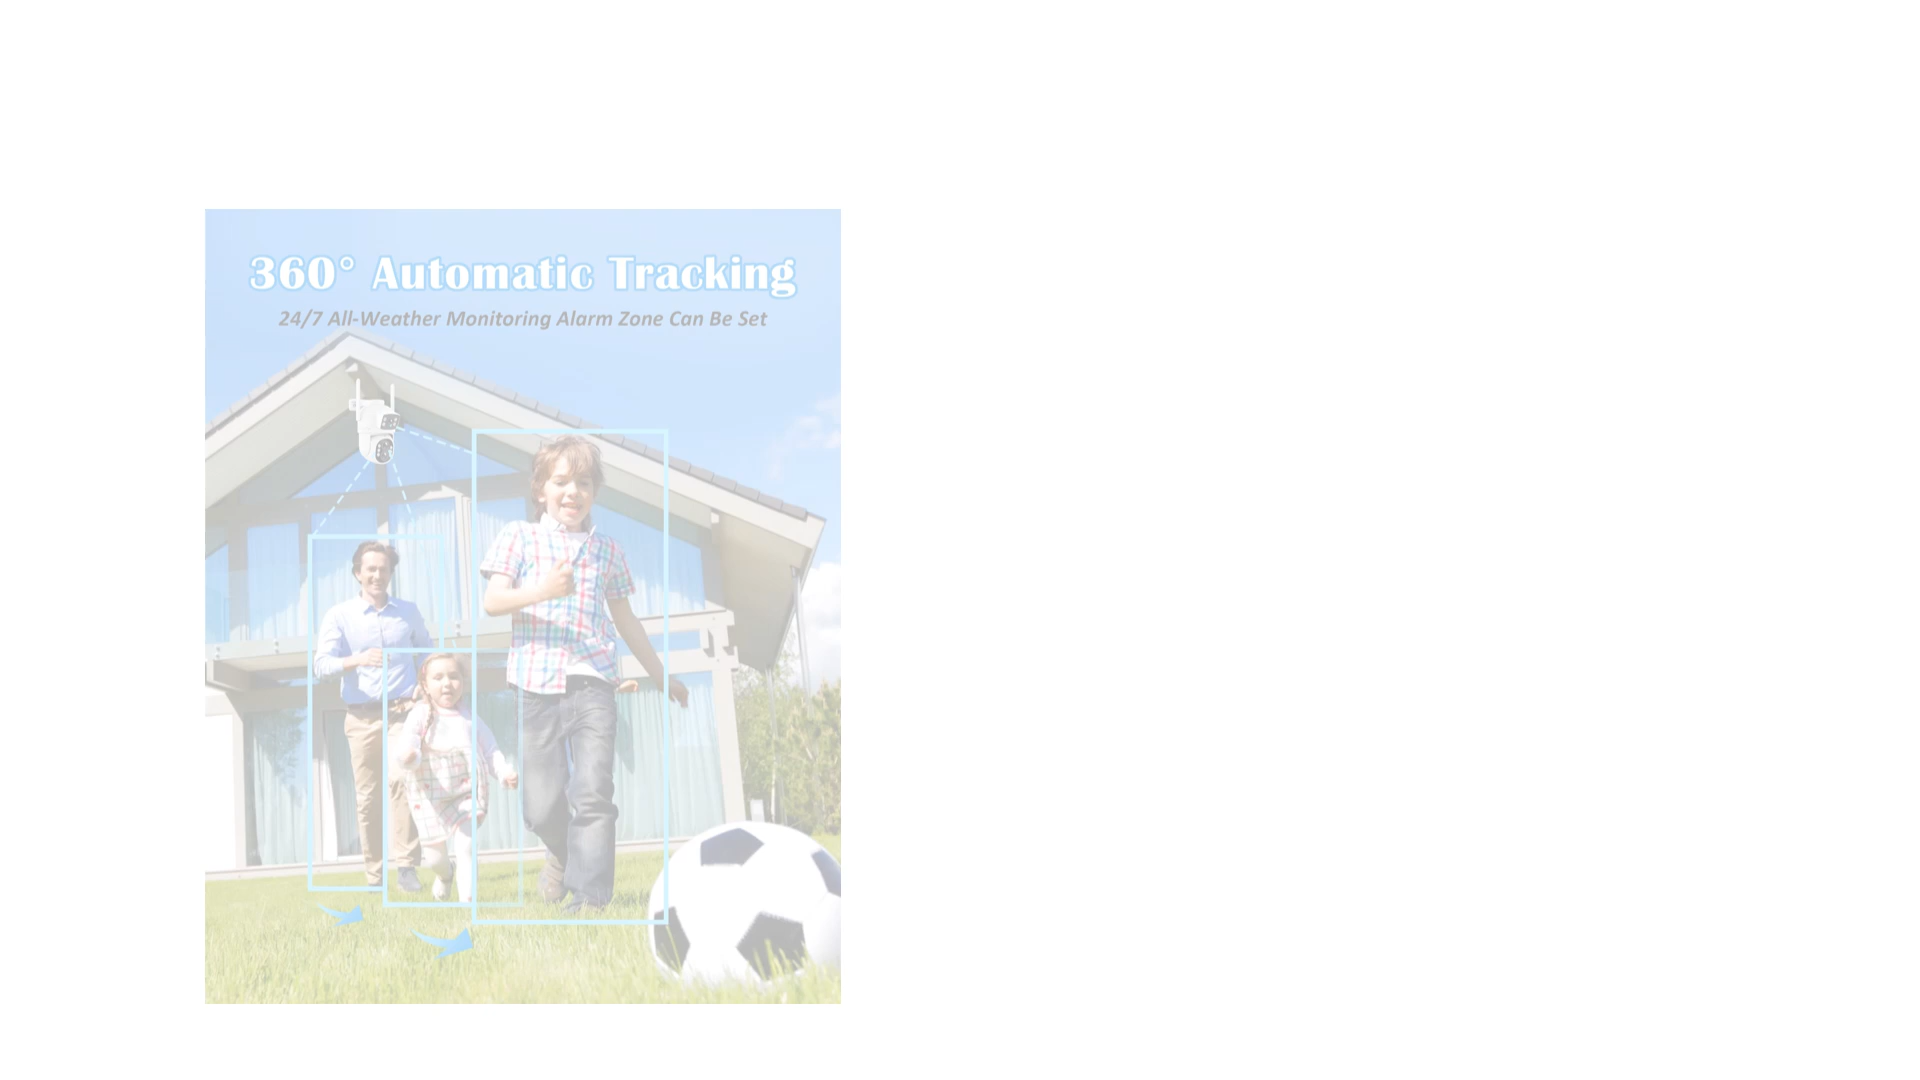 360° Automatic Tracking
24/7 All-Weather Monitoring Alarm Zone Can Be Set